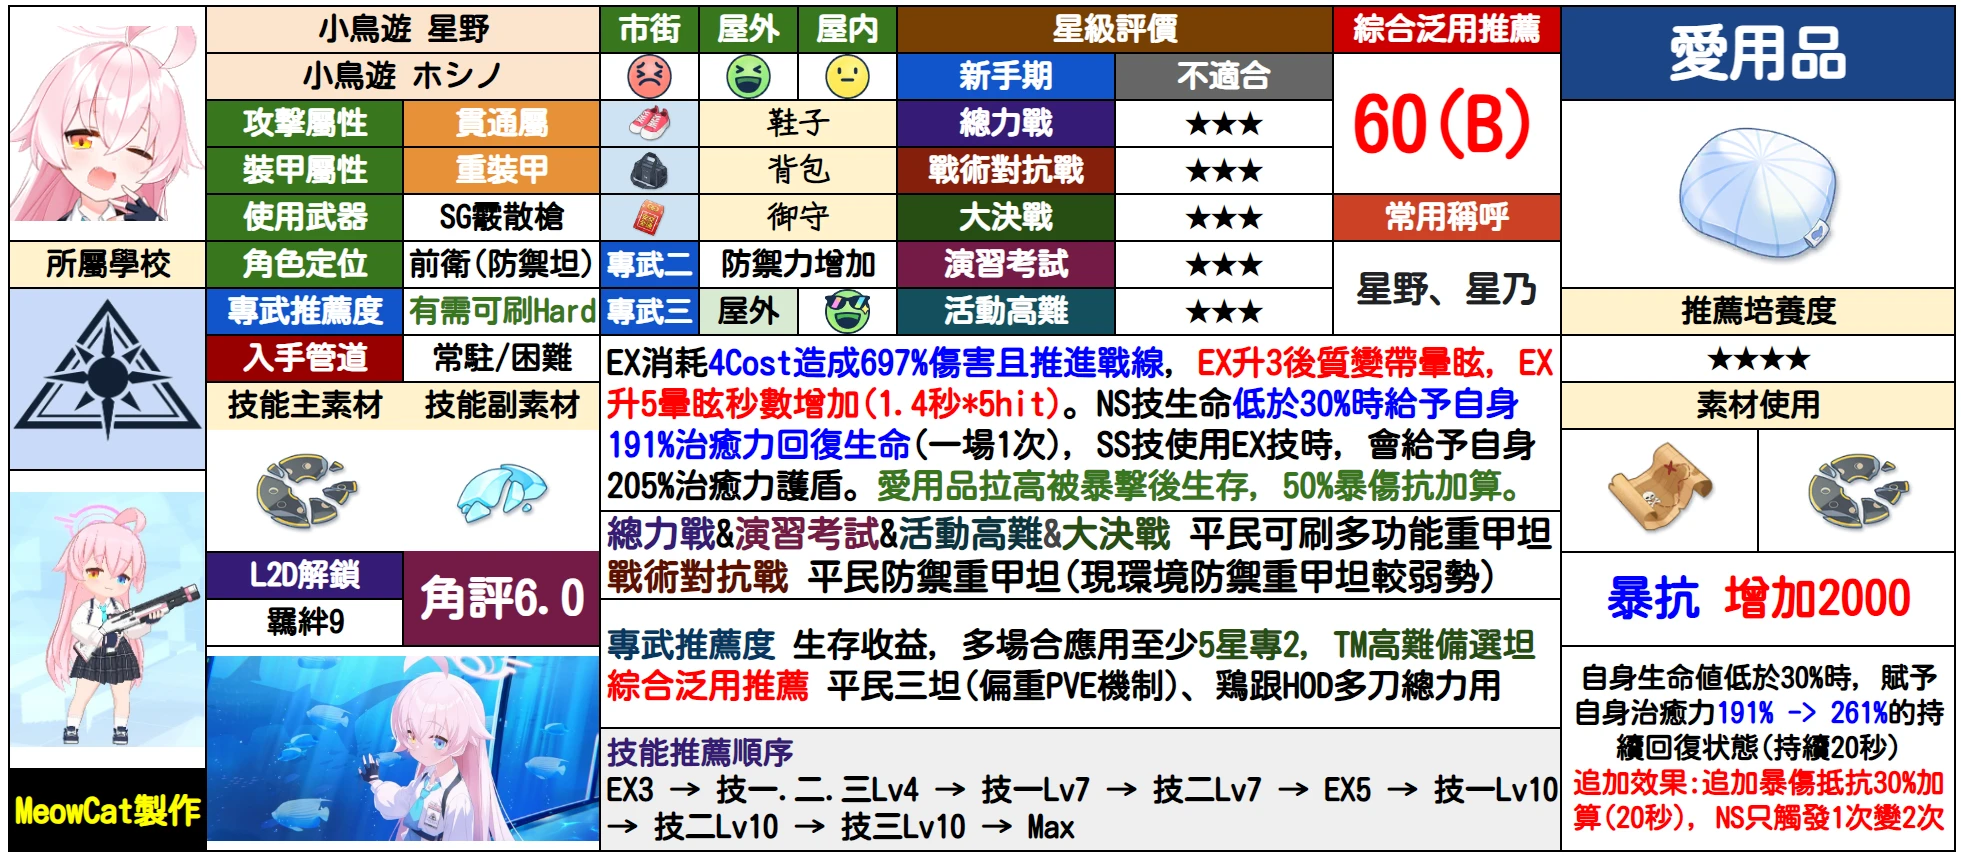 小鳥遊 星野
小鳥遊 ホシノ
攻擊屬性 貫通屬
裝甲屬性 重裝甲
使用武器 SG霰散槍
角色定位 前衛(防禦坦)
專武推薦度 有需可刷Hard
入手管道 常駐/困難
技能主素材 技能副素材
L2D解鎖
羈絆9
角評6.0
所屬學校
MeowCat製作
市街 屋外 屋内
鞋子
背包
御守
專武二 防禦力增加
專武三 屋外
星級評價
新手期 不適合
總力戰 ★★★
戰術對抗戰 ★★★
大決戰 ★★★
演習考試 ★★★
活動高難 ★★★
綜合泛用推薦
60(B)
常用稱呼
星野、星乃
EX消耗4Cost造成697%傷害且推進戰線, EX升3後質變帶暈眩, EX
升5暈眩秒數增加(1.4秒*5hit)。NS技生命低於30%時給予自身
191%治癒力回復生命(一場1次), SS技使用EX技時, 會給予自身
205%治癒力護盾。愛用品拉高被暴擊後生存, 50%暴傷抗加算。
總力戰&演習考試&活動高難&大決戰 平民可刷多功能重甲坦
戰術對抗戰 平民防禦重甲坦(現環境防禦重甲坦較弱勢)
專武推薦度 生存收益, 多場合應用至少5星專2, TM高難備選坦
綜合泛用推薦 平民三坦(偏重PVE機制)、鶏跟HOD多刀總力用
技能推薦順序
EX3 → 技一.二.三Lv4 → 技一Lv7 → 技二Lv7 → EX5 → 技一Lv10
→ 技二Lv10 → 技三Lv10 → Max
愛用品
推薦培養度
★★★★
素材使用
暴抗 增加2000
自身生命値低於30%時, 賦予
自身治癒力191% -> 261%的持
續回復狀態(持續20秒)
追加效果:追加暴傷抵抗30%加
算(20秒), NS只觸發1次變2次